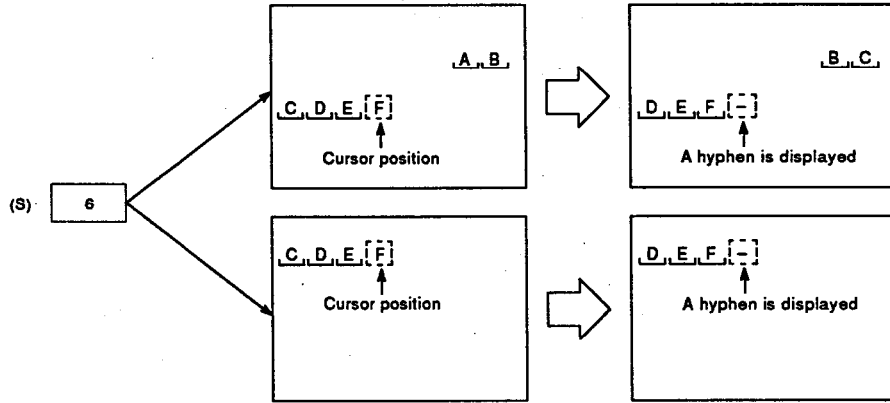 A B
B C
C D E F
D E F –
Cursor position
A hyphen is displayed
(S) 6
C D E F
D E F –
Cursor position
A hyphen is displayed